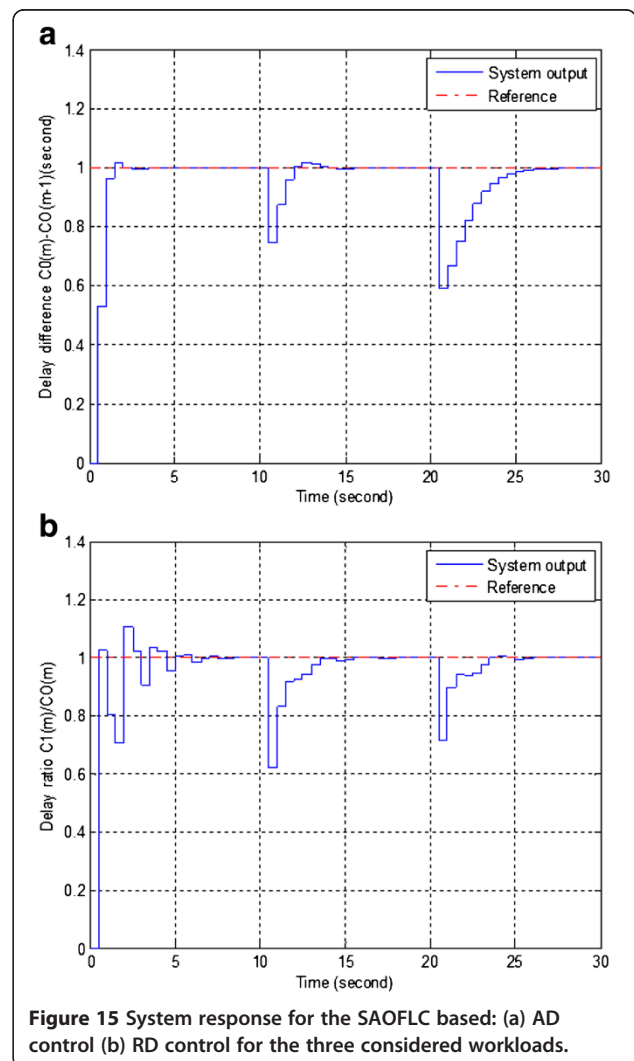 a
1.4
System output
Reference
1.2
1
0.8
0.6
0.4
0.2
0
Delay difference C0(m)-CO(m-1)(second)
0 5 10 15 20 25 30
Time (second)
b
1.4
System output
Reference
1.2
1
0.8
0.6
0.4
0.2
0
Delay ratio C1(m)/CO(m)
0 5 10 15 20 25 30
Time (second)
Figure 15 System response for the SAOFLC based: (a) AD
control (b) RD control for the three considered workloads.